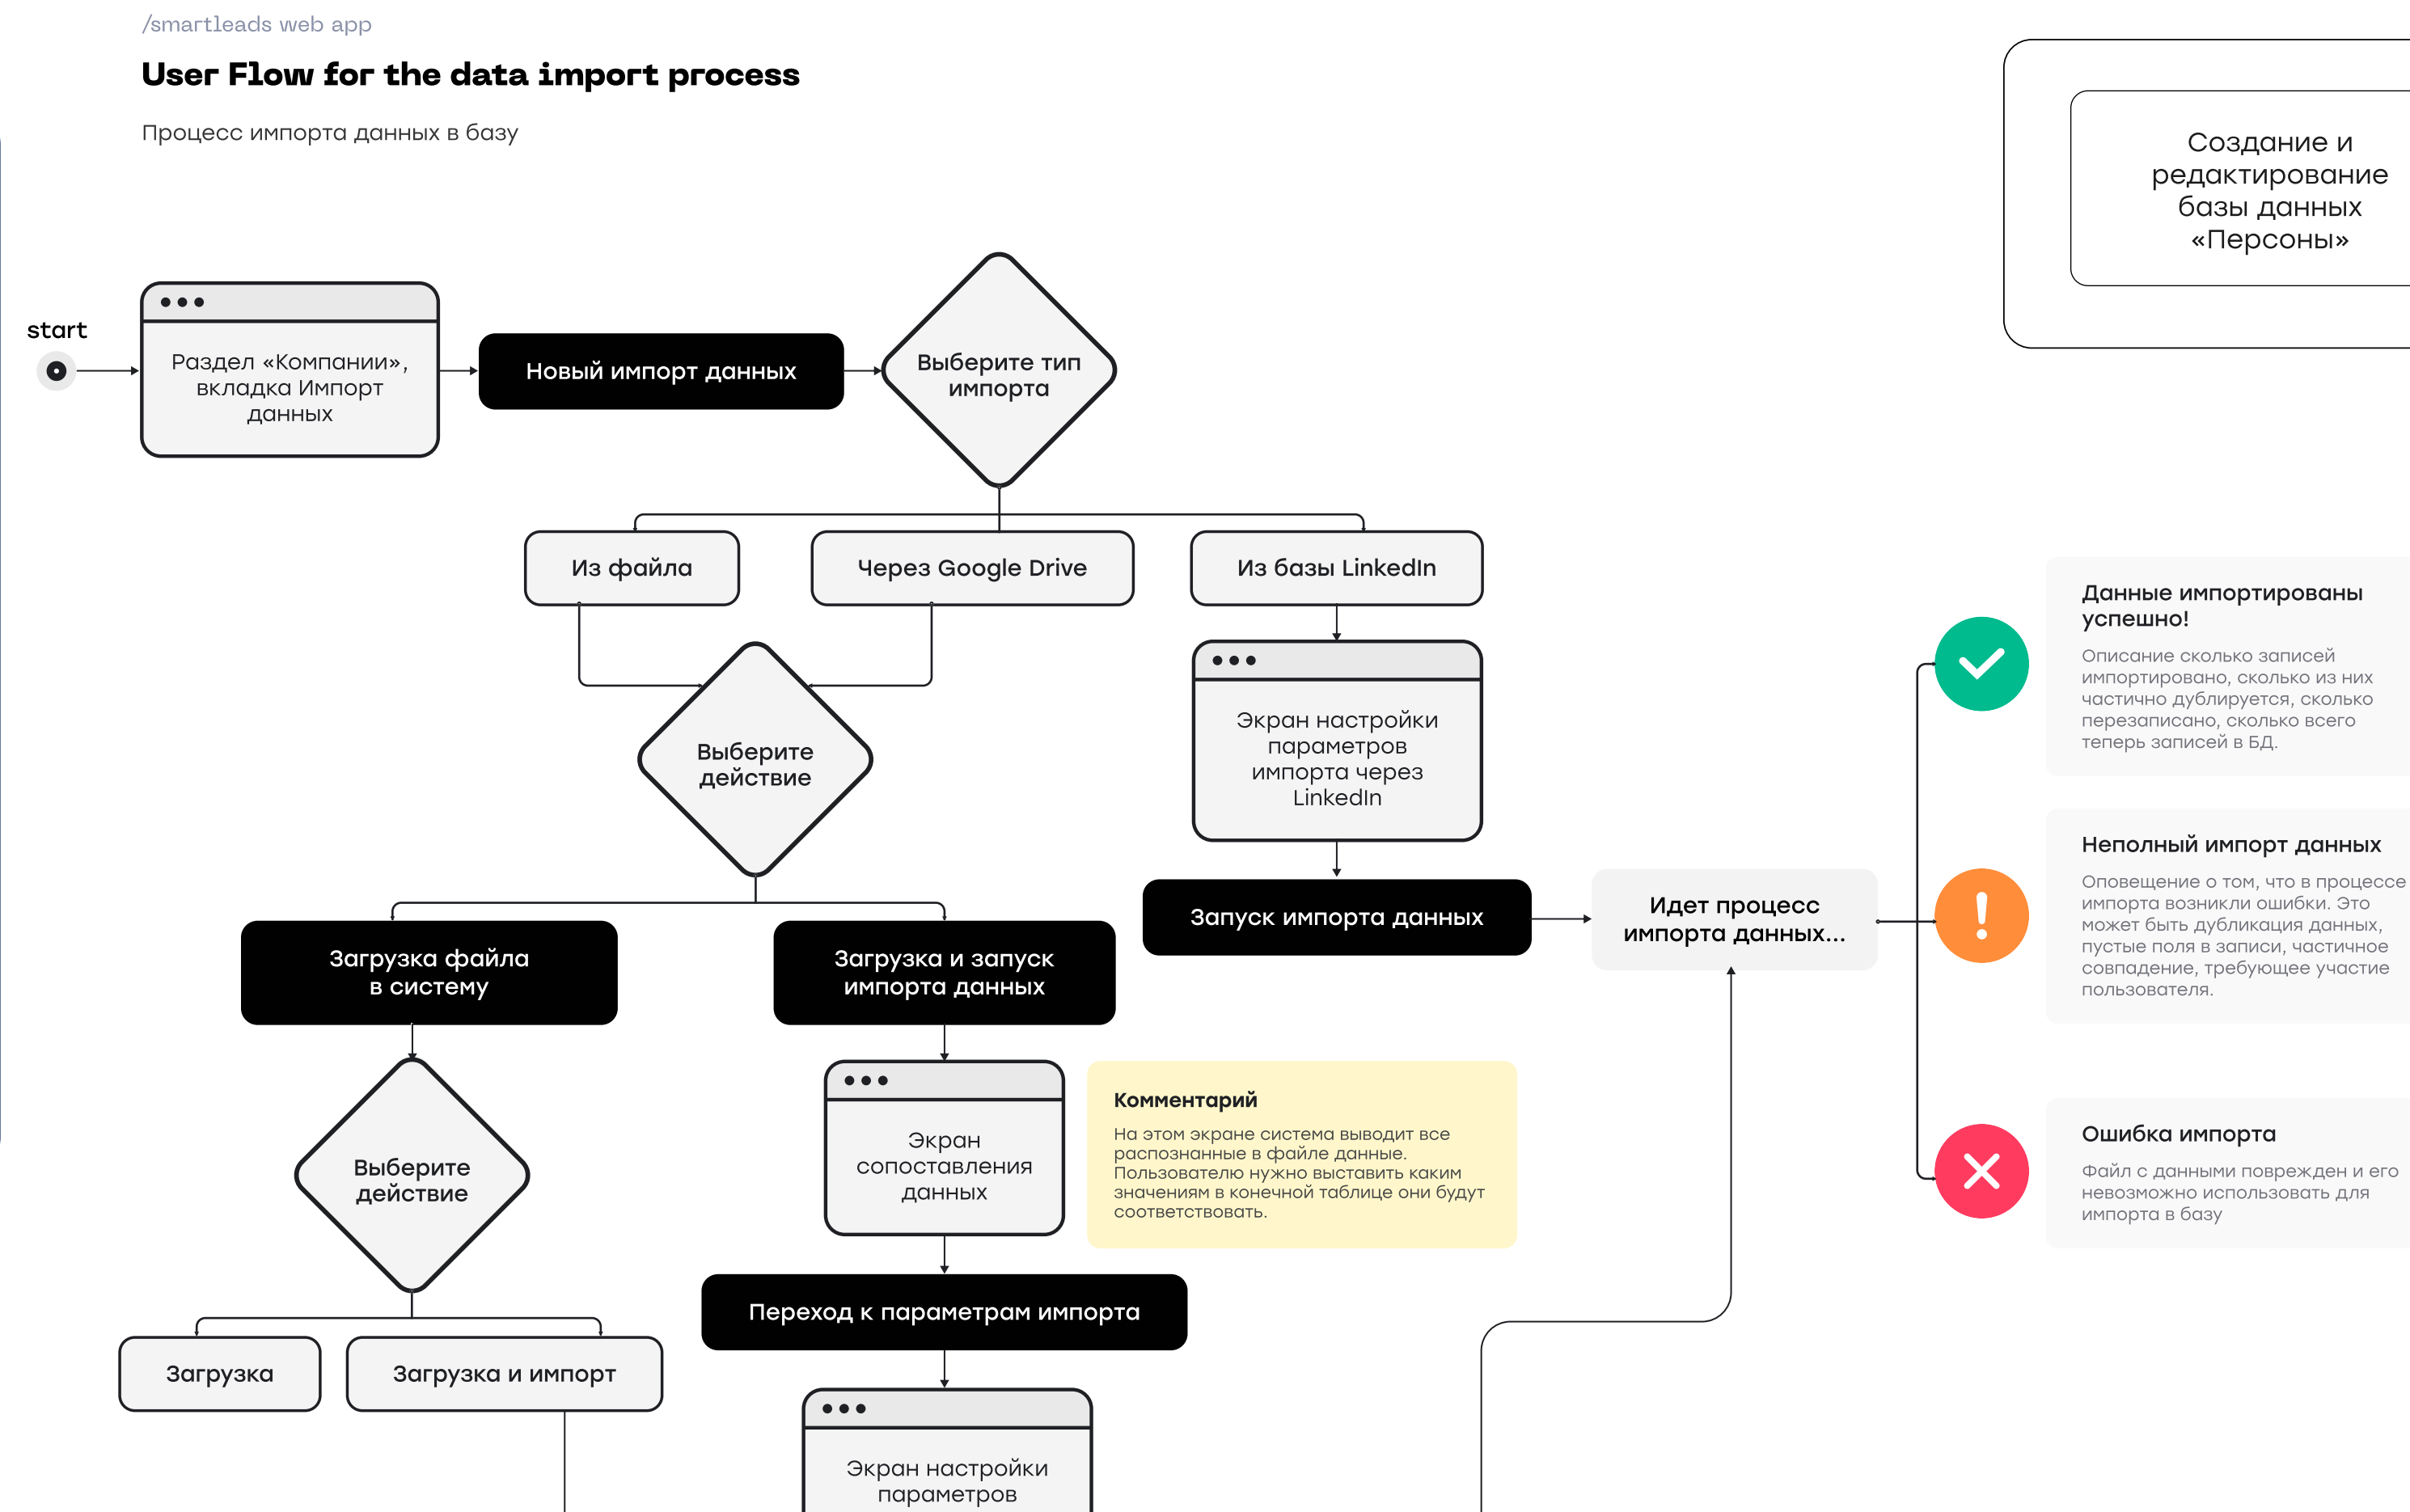 /smartleads web app
User Flow for the data import process
Процесс импорта данных в базу
Создание и
редактирование
базы данных
«Персоны»
start
Раздел «Компании»,
вкладка Импорт
данных
Новый импорт данных
Выберите тип
импорта
Из файла
Через Google Drive
Из базы LinkedIn
Выберите
действие
Экран настройки
параметров
импорта через
LinkedIn
Загрузка файла
в систему
Загрузка и запуск
импорта данных
Запуск импорта данных
Идет процесс
импорта данных...
Данные импортированы
успешно!
Описание сколько записей
импортировано, сколько из них
частично дублируется, сколько
перезаписано, сколько всего
теперь записей в БД.
Неполный импорт данных
Оповещение о том, что в процессе
импорта возникли ошибки. Это
может быть дубликация данных,
пустые поля в записи, частичное
совпадение, требующее участие
пользователя.
Ошибка импорта
Файл с данными поврежден и его
невозможно использовать для
импорта в базу
Выберите
действие
Экран
сопоставления
данных
Комментарий
На этом экране система выводит все
распознанные в файле данные.
Пользователю нужно выставить каким
значениям в конечной таблице они будут
соответствовать.
Переход к параметрам импорта
Загрузка
Загрузка и импорт
Экран настройки
параметров